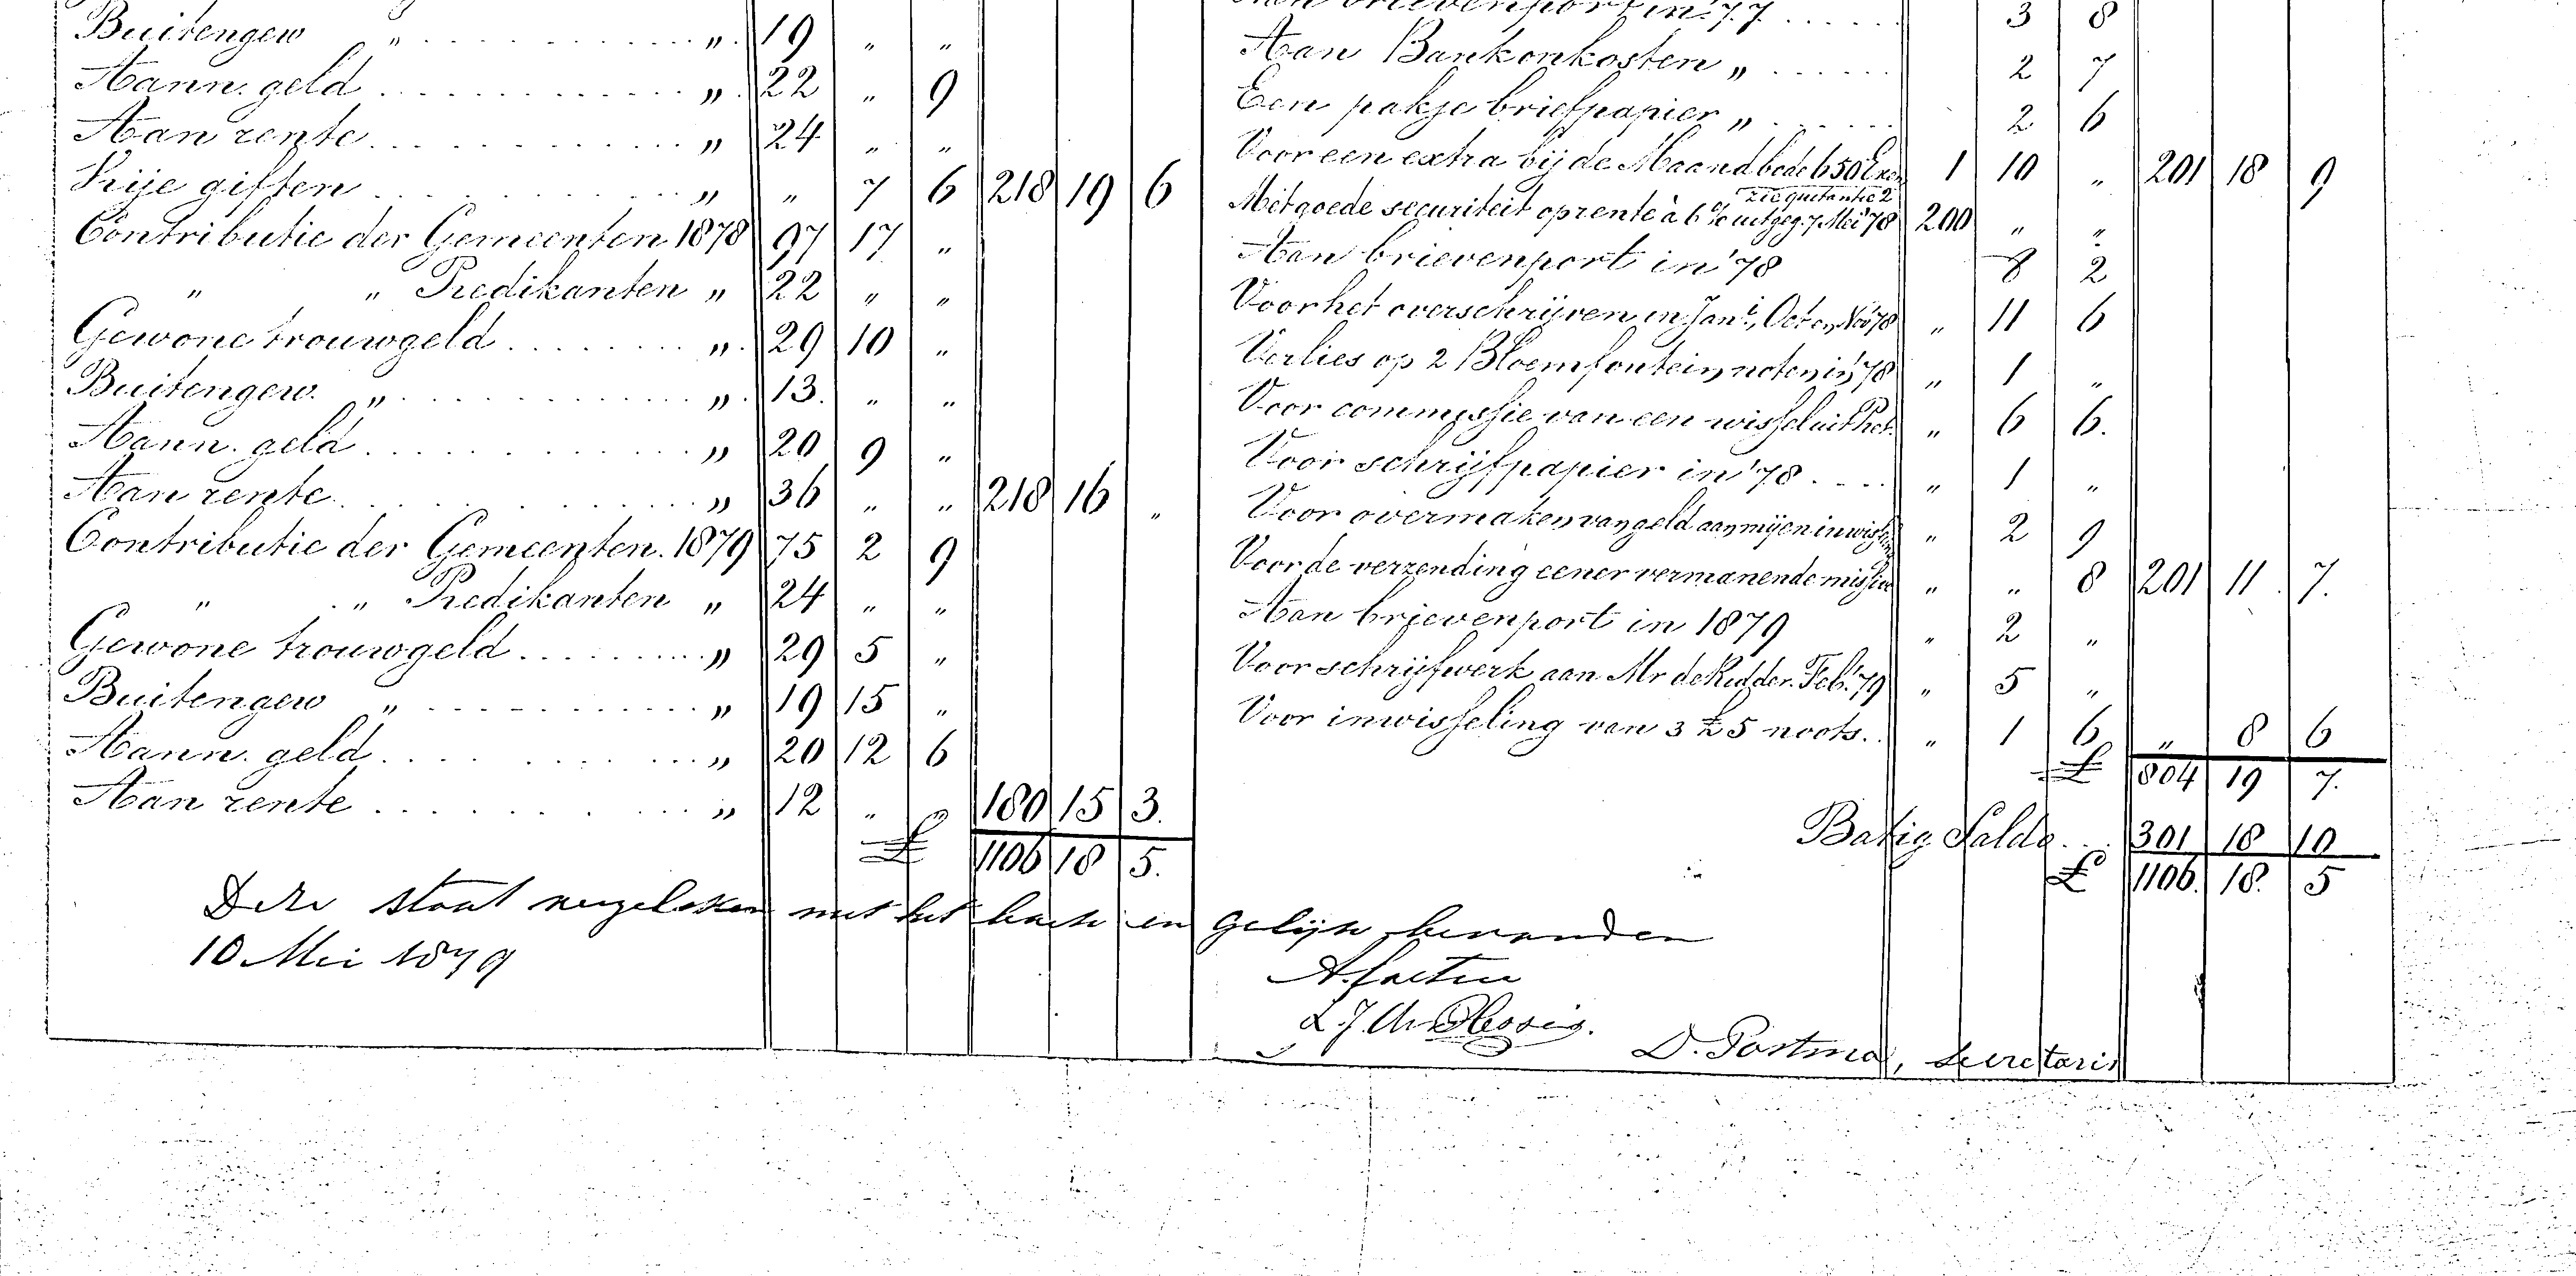 Buitengew „ . . . . . . . . . . „ 19 „ „
Aann. geld . . . . . . . . . . „ 22 „ 9
Aan rente . . . . . . . . . . „ 24 „ „
Vrije giften . . . . . . . . . . „ „ 7 6 218 19 6
Contributie der Gemeenten 1878 97 17 „
„ „ Predikanten „ 22 „ „
Gewone trouwgeld . . . . . . „ 29 10 „
Buitengew. „ . . . . . . . . . . „ 13. „ „
Aann. geld . . . . . . . . . . „ 20 9 „
Aan rente . . . . . . . . . . „ 36 „ „ 218 16 „
Contributie der Gemeenten. 1879 75 2 9
„ „ Predikanten „ 24 „ „
Gewone trouwgeld . . . . . . „ 29 5 „
Buitengew „ . . . . . . . . . . „ 19 15 „
Aann. geld . . . . . . . . . . „ 20 12 6
Aan rente . . . . . . . . . . „ 12 „ „ 180 15 3.
£ 1106 18 5.
Aan brievenport in '77 . . . . . . 3 8
Aan Bankonkosten „ . . . . . . 2 7
Een pakje briefpapier „ . . . . . . 2 6
Voor een extra bij de Maandbode 650 Exen 1 10 „ 201 18 9
zie quitantie 2
Met goede securiteit op rente à 6 % uitgeg. 7 Mei '78 200 „ „
Aan brievenport in '78 8 2
Voor het overschrijven in Jan., Oct en Nov '78 „ 11 6
Verlies op 2 Bloemfontein noten in '78 „ 1 „
Voor commissie van een wissel uit „ 6 6.
Voor schrijfpapier in '78 . . . . „ 1 „
Voor overmaken van geld aan mij en inwissel „ 2 9
Voor de verzending eener vermanende missive „ „ 8 201 11 7.
Aan brievenport in 1879 „ 2 „
Voor schrijfwerk aan Mr de Ridder. Feb. '79 „ 5 „
Voor inwisseling van 3 £5 noots. . „ 1 6 „ 8 6
£ 804 19 7.
Batig Saldo . . 301 18 10
£ 1106. 18. 5
Deze staat vergeleken met het boek en gelijk bevonden
10 Mei 1879
L. J. du Plessis.
D. Postma, Secretaris